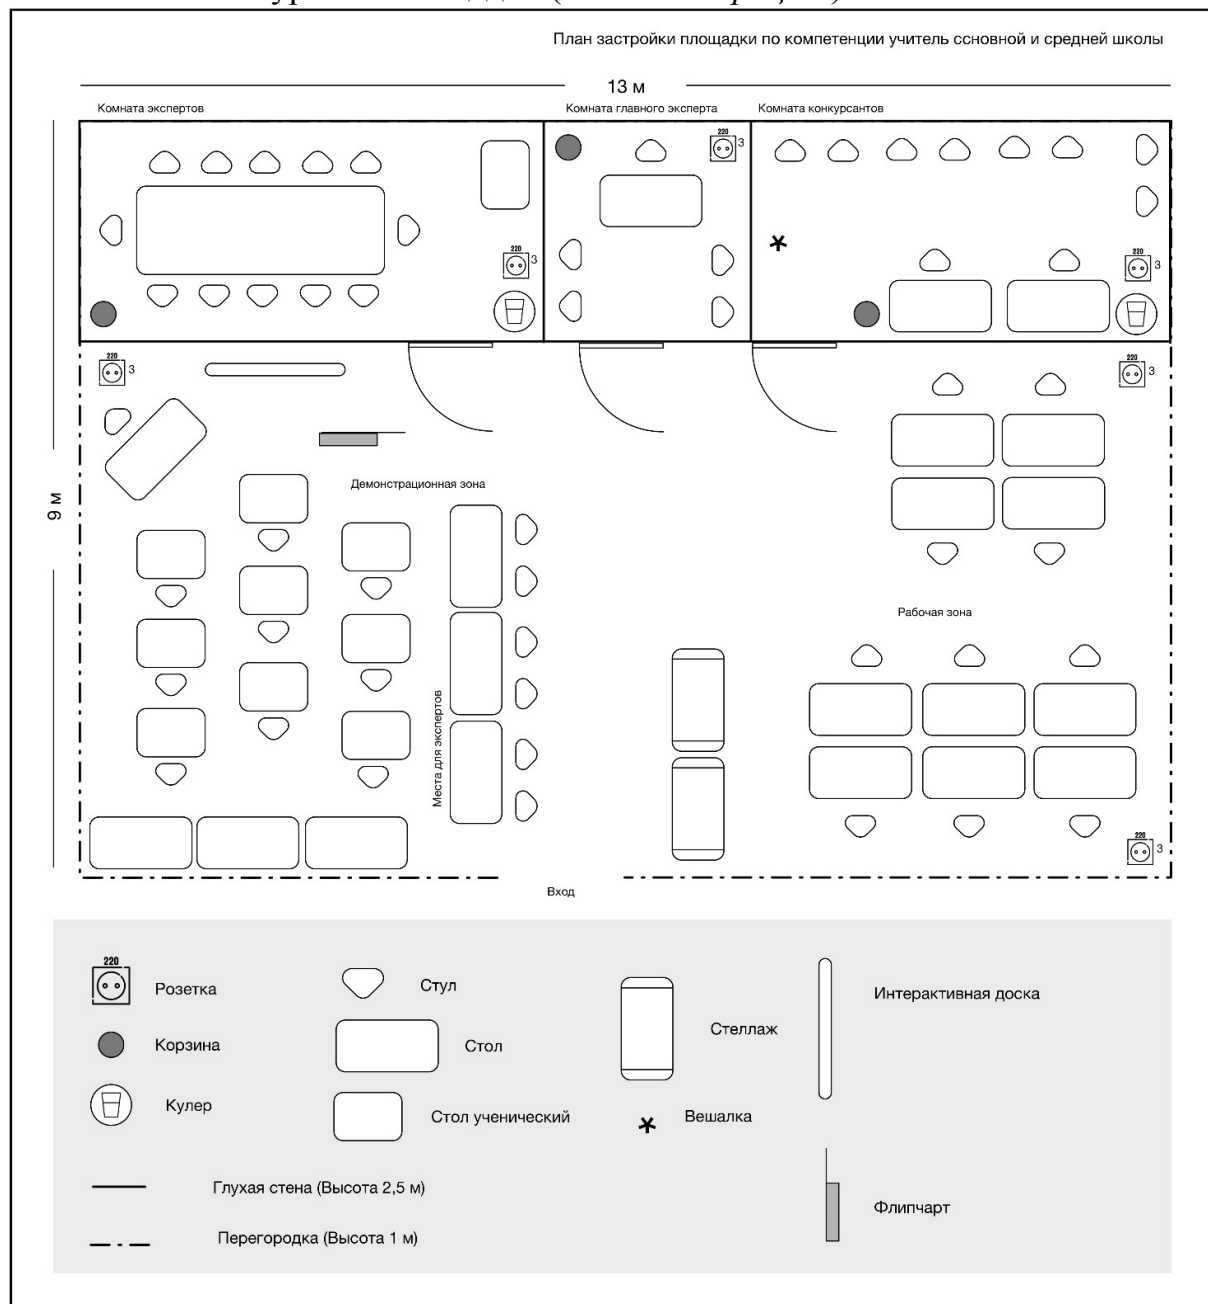 План застройки площадки по компетенции учитель ссновной и средней школы
13 м
Комната экспертов
Комната главного эксперта
Комната конкурсантов
220
3
220
3
220
3
220
3
220
3
9 м
Демонстрационная зона
Рабочая зона
Места для экспертов
220
3
Вход
220
Розетка
Стул
Интерактивная доска
Стеллаж
Корзина
Стол
Кулер
Стол ученический
Вешалка
Глухая стена (Высота 2,5 м)
Флипчарт
Перегородка (Высота 1 м)